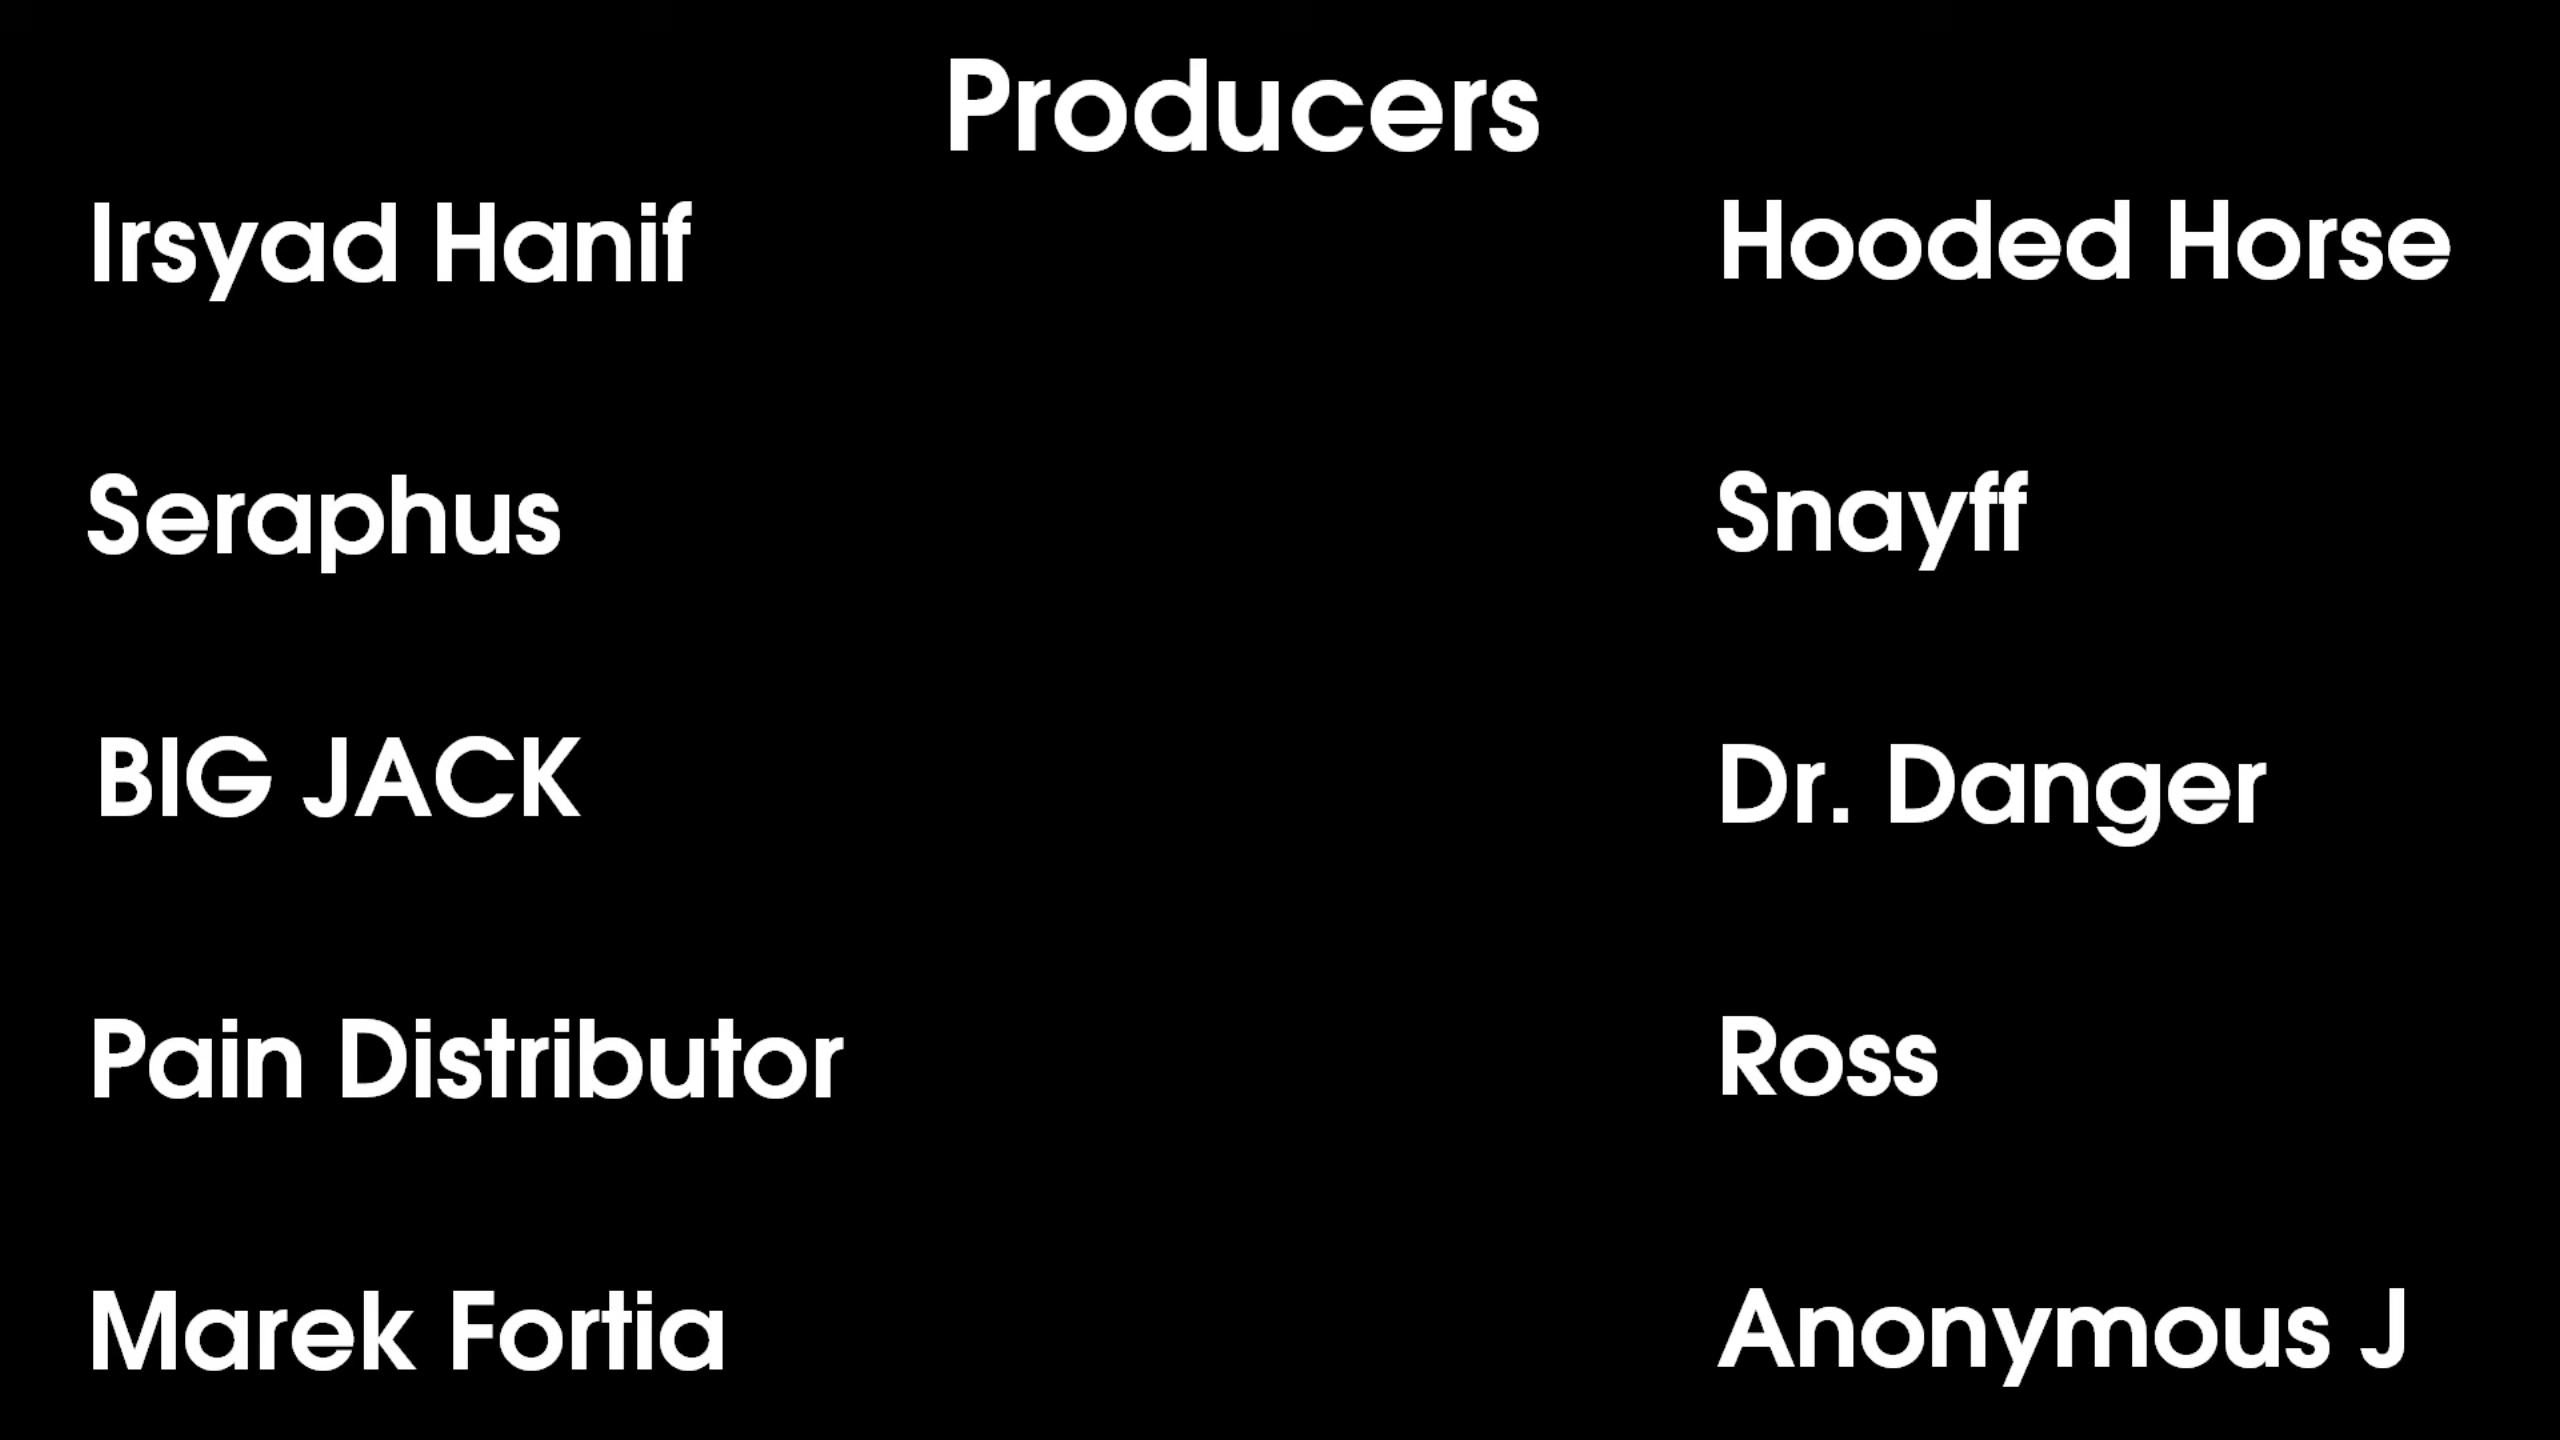 Producers
Irsyad Hanif
Hooded Horse
Seraphus
Snayff
BIG JACK
Dr. Danger
Pain Distributor
Ross
Marek Fortia
Anonymous J